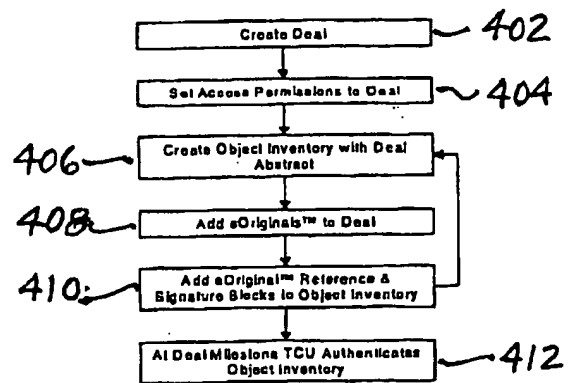 Create Deal
402
Set Access Permissions to Deal
404
406
Create Object Inventory with Deal
Abstract
408
Add eOriginals™ to Deal
410
Add eOriginal™ Reference &
Signature Blocks to Object Inventory
At Deal Milestons TCU Authenticates
Object Inventory
412